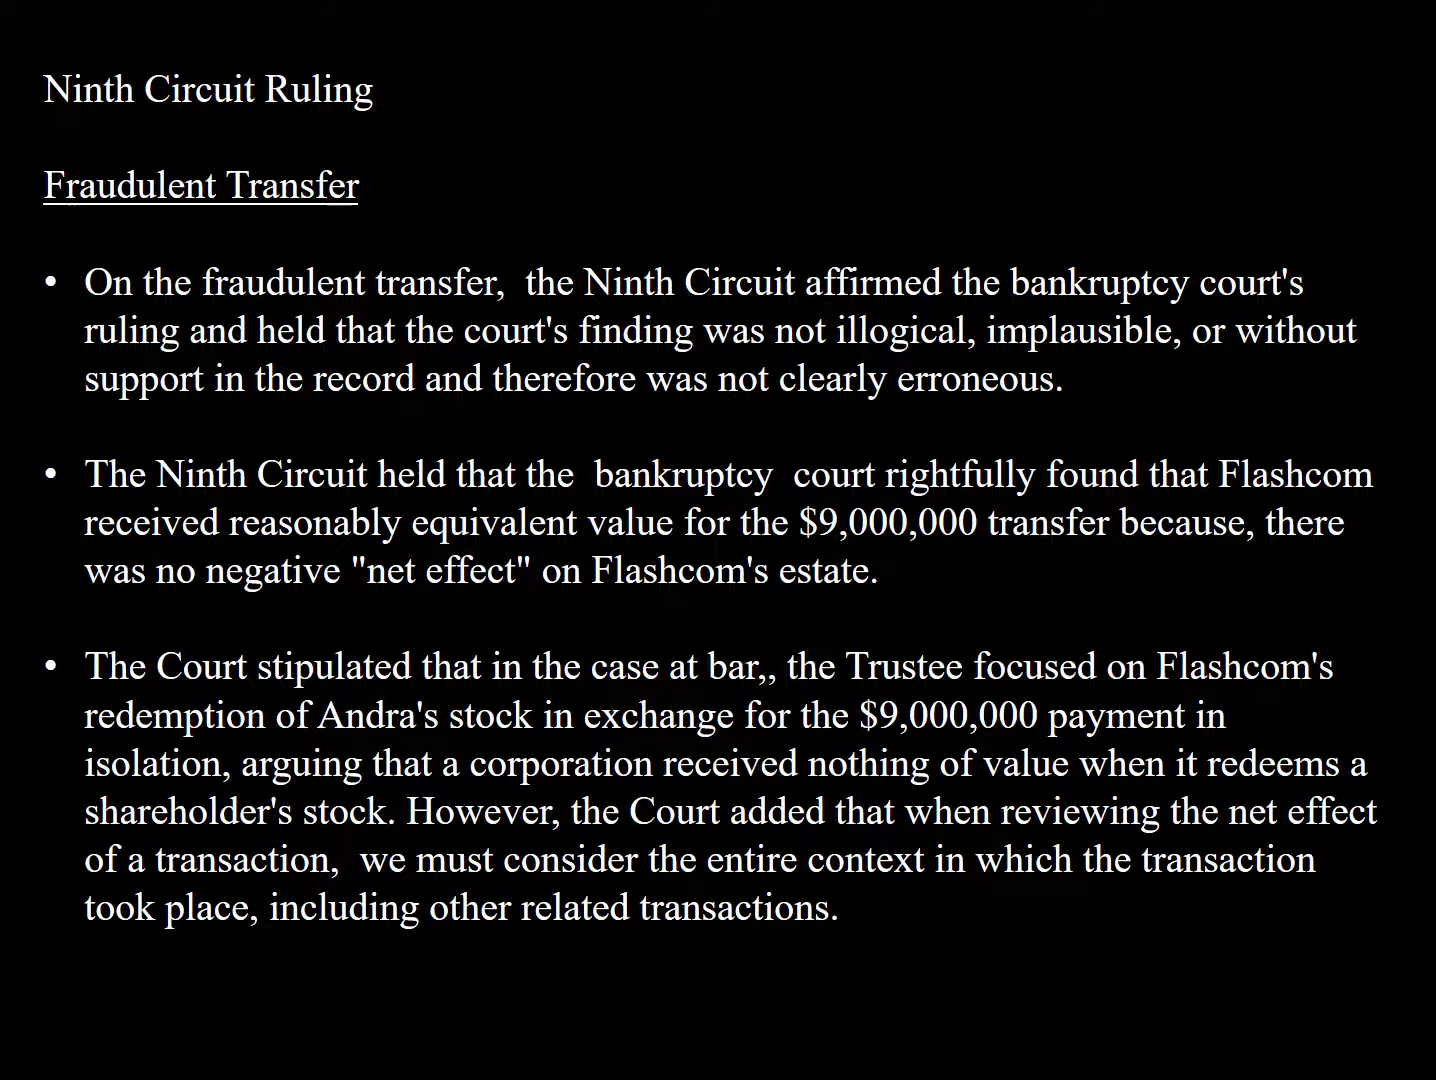 Ninth Circuit Ruling
Fraudulent Transfer
• On the fraudulent transfer,  the Ninth Circuit affirmed the bankruptcy court's
ruling and held that the court's finding was not illogical, implausible, or without
support in the record and therefore was not clearly erroneous.
• The Ninth Circuit held that the  bankruptcy  court rightfully found that Flashcom
received reasonably equivalent value for the $9,000,000 transfer because, there
was no negative "net effect" on Flashcom's estate.
• The Court stipulated that in the case at bar,, the Trustee focused on Flashcom's
redemption of Andra's stock in exchange for the $9,000,000 payment in
isolation, arguing that a corporation received nothing of value when it redeems a
shareholder's stock. However, the Court added that when reviewing the net effect
of a transaction,  we must consider the entire context in which the transaction
took place, including other related transactions.